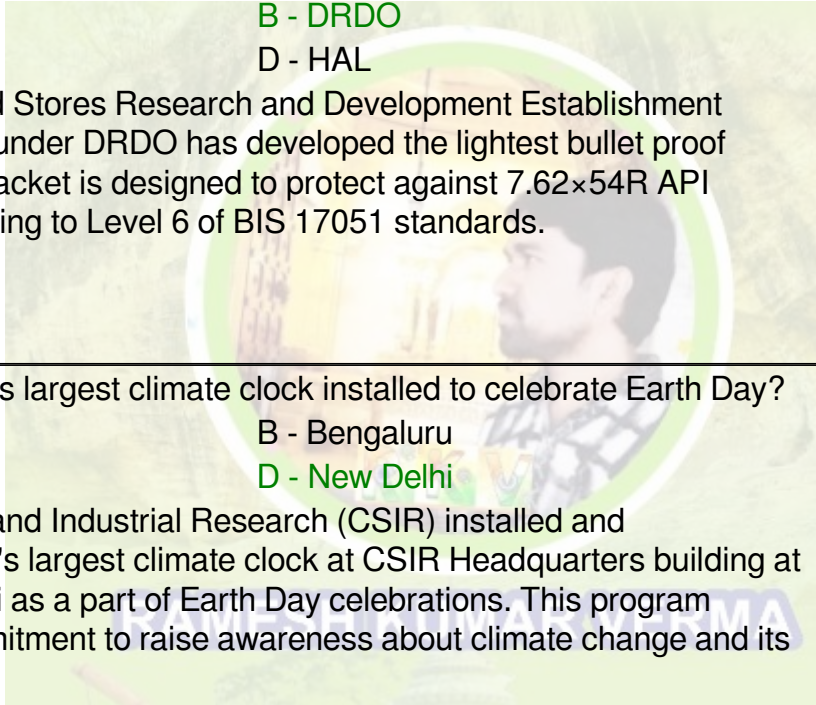 B - DRDO
D - HAL
d Stores Research and Development Establishment
under DRDO has developed the lightest bullet proof
acket is designed to protect against 7.62×54R API
ing to Level 6 of BIS 17051 standards.
s largest climate clock installed to celebrate Earth Day?
B - Bengaluru
D - New Delhi
and Industrial Research (CSIR) installed and
's largest climate clock at CSIR Headquarters building at
i as a part of Earth Day celebrations. This program
mitment to raise awareness about climate change and its
RAMESH KUMAR VERMA